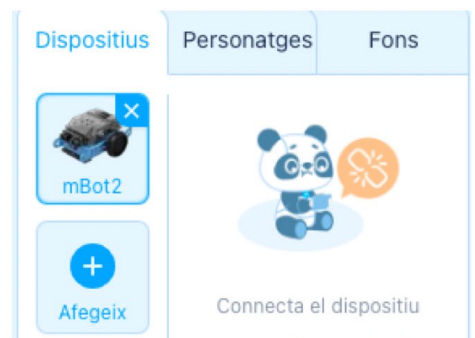 Dispositius
Personatges
Fons
mBot2
Afegeix
Connecta el dispositiu